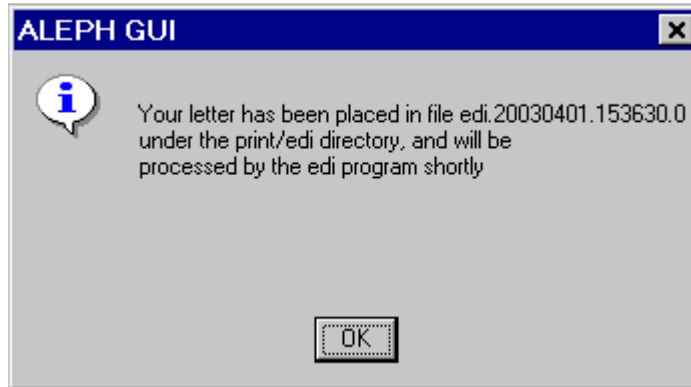 ALEPH GUI
Your letter has been placed in file edi.20030401.153630.0
under the print/edi directory, and will be
processed by the edi program shortly
OK